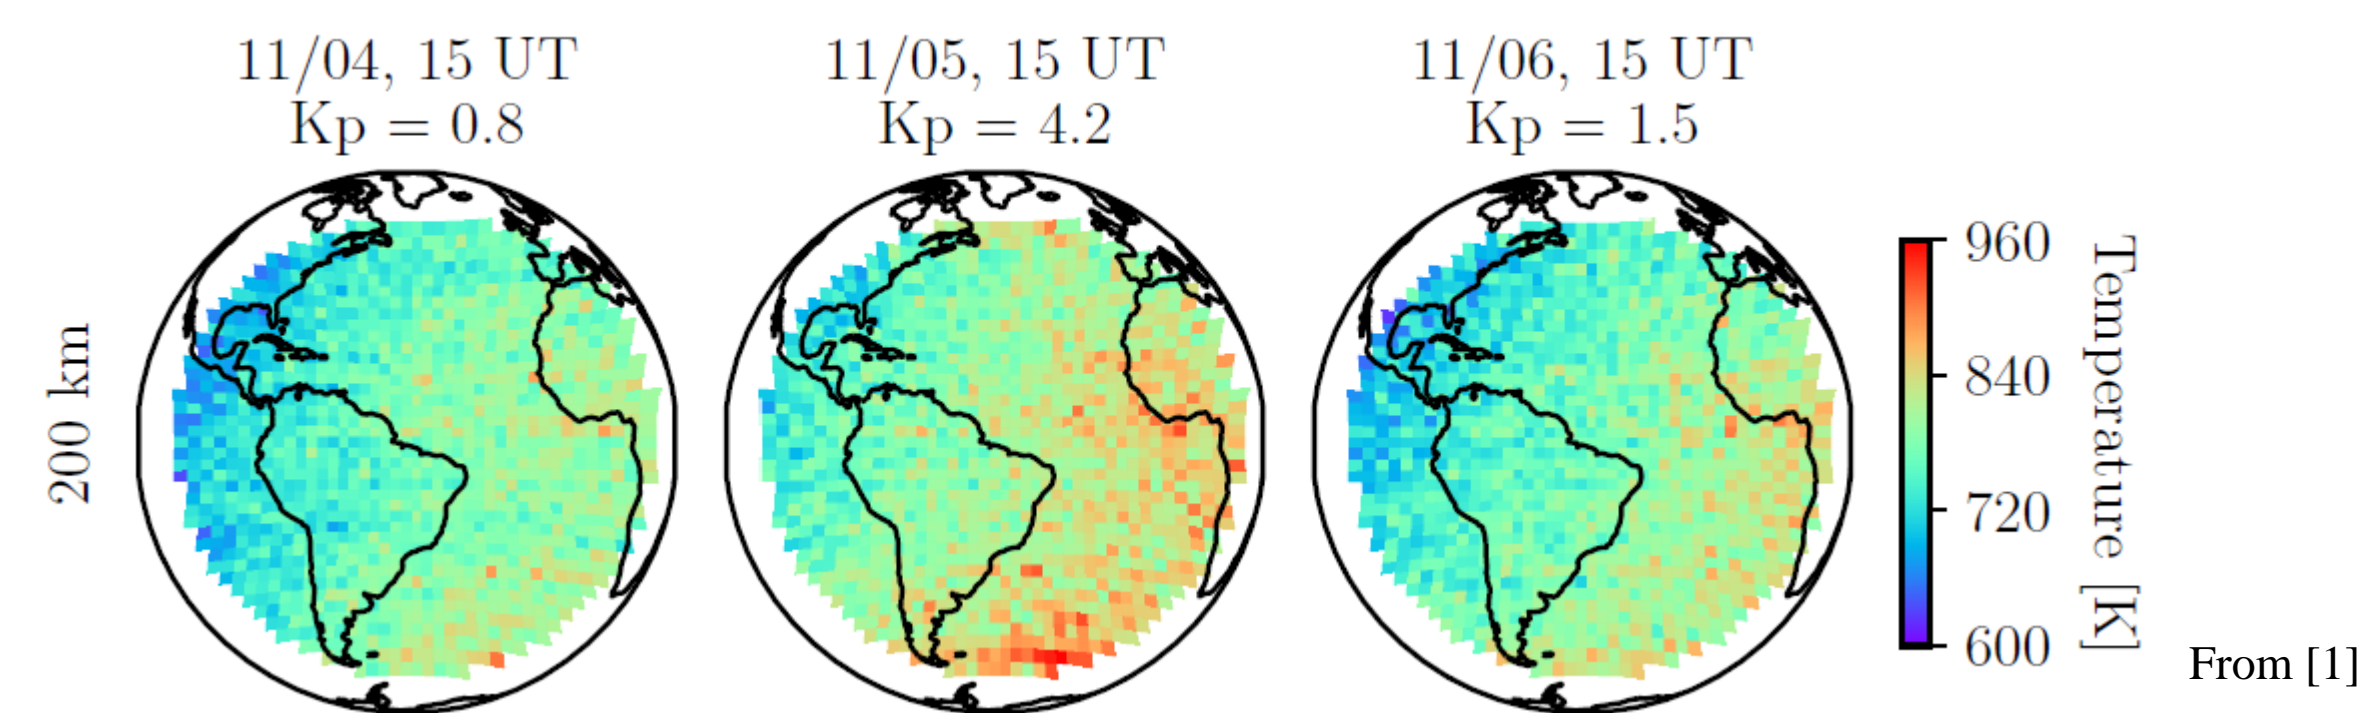 11/04, 15 UT
Kp = 0.8
11/05, 15 UT
Kp = 4.2
11/06, 15 UT
Kp = 1.5
200 km
960
840
720
600
Temperature [K]
From [1]